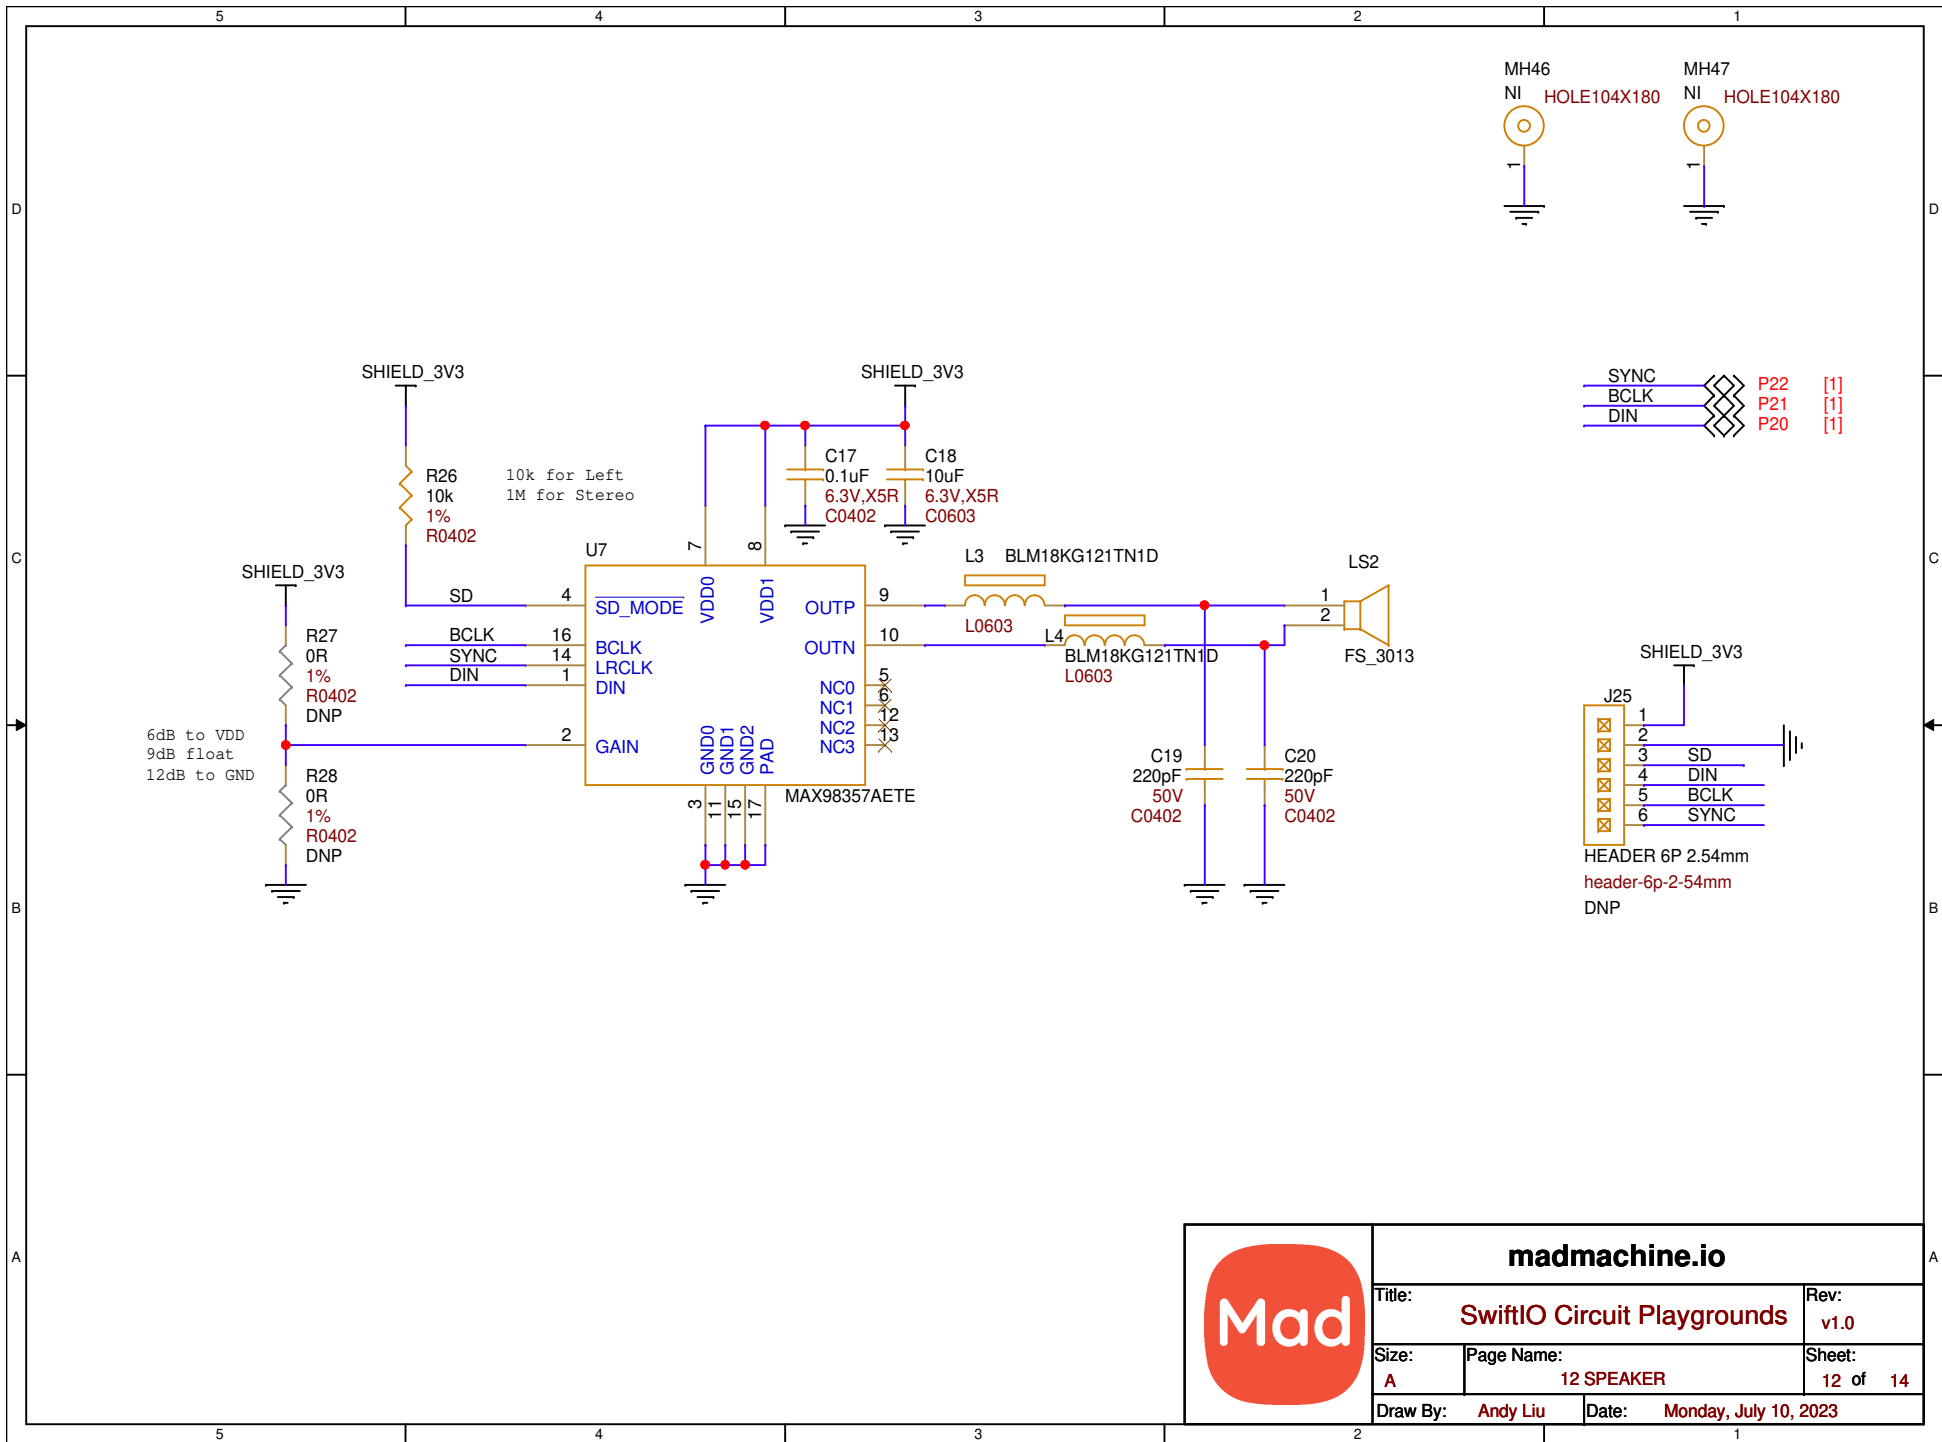 5 4 3 2 1
MH46
NI HOLE104X180
1
MH47
NI HOLE104X180
1
D D
SHIELD_3V3
SHIELD_3V3
SYNC P22 [1]
BCLK P21 [1]
DIN P20 [1]
R26
10k
1%
R0402
10k for Left
1M for Stereo
C17
0.1uF
6.3V,X5R
C0402
C18
10uF
6.3V,X5R
C0603
C C
U7
7 8
VDD0 VDD1
SD 4 SD_MODE
BCLK 16 BCLK
SYNC 14 LRCLK
DIN 1 DIN
2 GAIN
OUTP 9
OUTN 10
NC0 5
NC1 6
NC2 12
NC3 13
GND0 GND1 GND2 PAD
3 11 15 17
MAX98357AETE
L3 BLM18KG121TN1D
L0603
L4
BLM18KG121TN1D
L0603
LS2
1
2
FS_3013
SHIELD_3V3
R27
0R
1%
R0402
DNP
6dB to VDD
9dB float
12dB to GND
R28
0R
1%
R0402
DNP
C19
220pF
50V
C0402
C20
220pF
50V
C0402
SHIELD_3V3
J25
1
2
3 SD
4 DIN
5 BCLK
6 SYNC
HEADER 6P 2.54mm
header-6p-2-54mm
DNP
B B
A A
Mad
madmachine.io
Title: SwiftIO Circuit Playgrounds
Rev: v1.0
Size: A
Page Name: 12 SPEAKER
Sheet: 12 of 14
Draw By: Andy Liu
Date: Monday, July 10, 2023
5 4 3 2 1